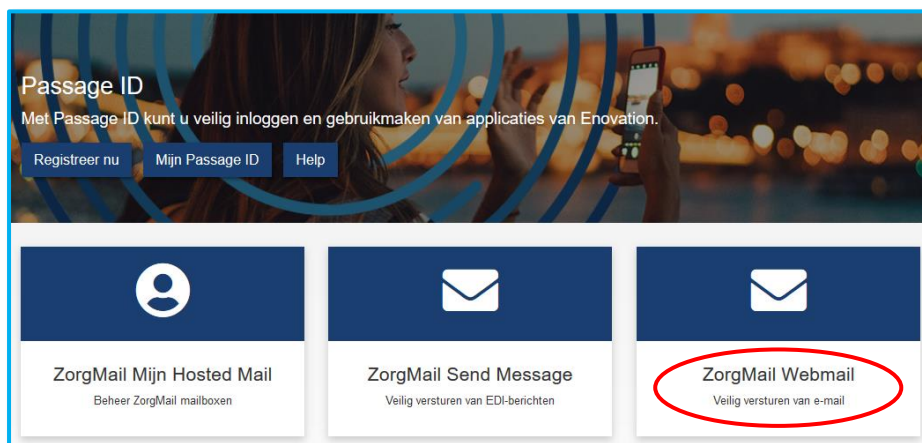 Passage ID
Met Passage ID kunt u veilig inloggen en gebruikmaken van applicaties van Enovation.
Registreer nu
Mijn Passage ID
Help
ZorgMail Mijn Hosted Mail
Beheer ZorgMail mailboxen
ZorgMail Send Message
Veilig versturen van EDI-berichten
ZorgMail Webmail
Veilig versturen van e-mail